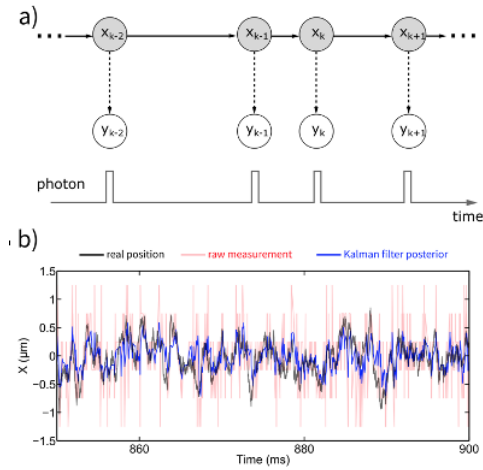 a)
x_{k-2} x_{k-1} x_k x_{k+1}
y_{k-2} y_{k-1} y_k y_{k+1}
photon
time
b)
real position raw measurement Kalman filter posterior
1.5
1
0.5
0
−0.5
−1
−1.5
X (μm)
860 880 900
Time (ms)